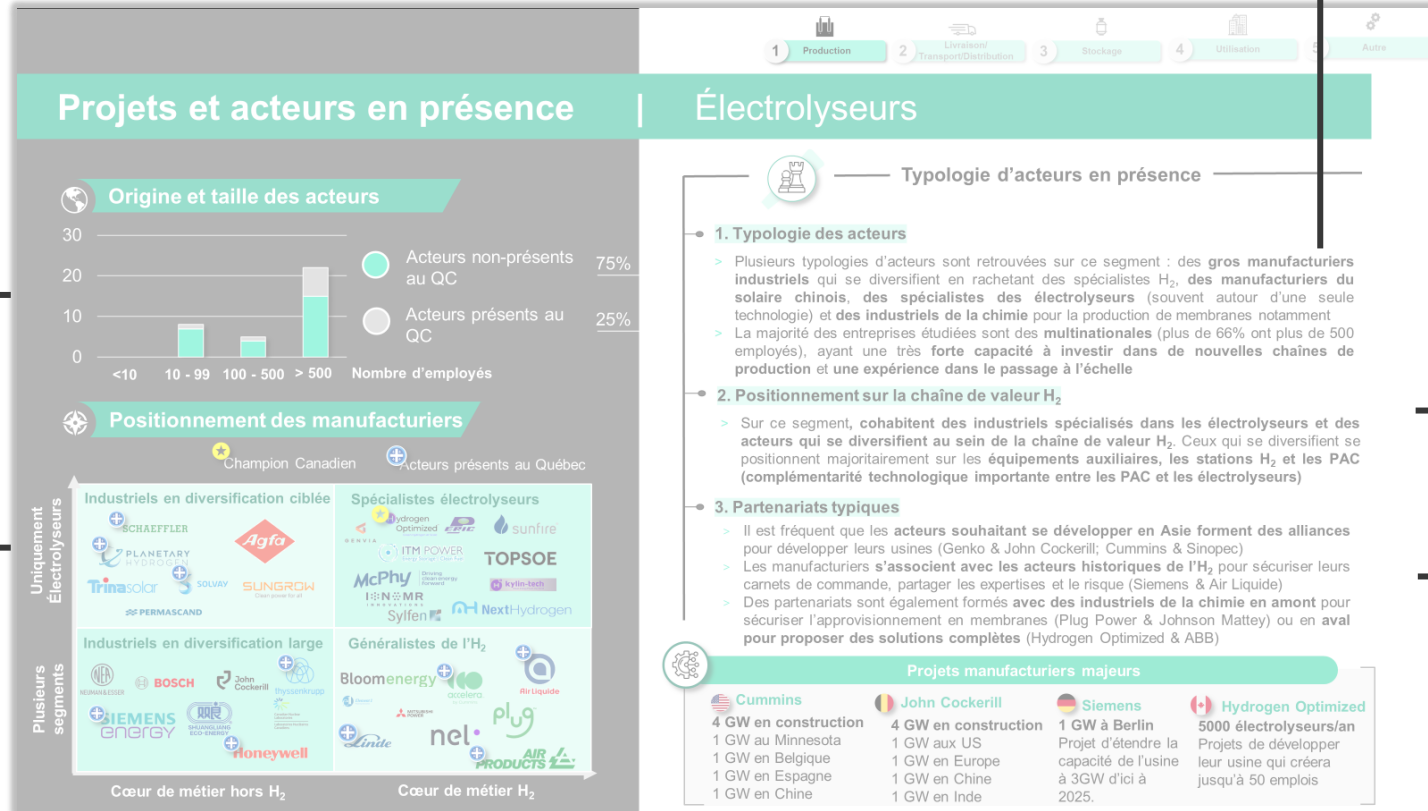 1 Production
2 Livraison/
Transport/Distribution
3 Stockage
4 Utilisation
5 Autre
Projets et acteurs en présence | Électrolyseurs
Origine et taille des acteurs
30
20
10
0
<10 10 - 99 100 - 500 > 500 Nombre d'employés
Acteurs non-présents
au QC
75%
Acteurs présents au
QC
25%
Positionnement des manufacturiers
Champion Canadien
Acteurs présents au Québec
Uniquement
Électrolyseurs
Plusieurs
segments
Industriels en diversification ciblée
SCHAEFFLER
Agfa
PLANETARY
HYDROGEN
Trinasolar
SOLVAY
SUNGROW
Clean power for all
PERMASCAND
Spécialistes électrolyseurs
GENVIA
Hydrogen
Optimized
EPIC
sunfire
ITM POWER
TOPSOE
McPhy
Driving
clean energy
forward
kylin-tech
IONOMR
INNOVATIONS
Sylfen
NextHydrogen
Industriels en diversification large
NEA
NEUMAN & ESSER
BOSCH
John
Cockerill
thyssenkrupp
SIEMENS
energy
SHUANGLIANG
ECO-ENERGY
Honeywell
Généralistes de l'H2
Bloomenergy
accelera
Air Liquide
MITSUBISHI
POWER
plug
Linde
nel
AIR
PRODUCTS
Cœur de métier hors H2
Cœur de métier H2
Typologie d'acteurs en présence
1. Typologie des acteurs
> Plusieurs typologies d'acteurs sont retrouvées sur ce segment : des gros manufacturiers
industriels qui se diversifient en rachetant des spécialistes H2, des manufacturiers du
solaire chinois, des spécialistes des électrolyseurs (souvent autour d'une seule
technologie) et des industriels de la chimie pour la production de membranes notamment
> La majorité des entreprises étudiées sont des multinationales (plus de 66% ont plus de 500
employés), ayant une très forte capacité à investir dans de nouvelles chaînes de
production et une expérience dans le passage à l'échelle
2. Positionnement sur la chaîne de valeur H2
> Sur ce segment, cohabitent des industriels spécialisés dans les électrolyseurs et des
acteurs qui se diversifient au sein de la chaîne de valeur H2. Ceux qui se diversifient se
positionnent majoritairement sur les équipements auxiliaires, les stations H2 et les PAC
(complémentarité technologique importante entre les PAC et les électrolyseurs)
3. Partenariats typiques
> Il est fréquent que les acteurs souhaitant se développer en Asie forment des alliances
pour développer leurs usines (Genko & John Cockerill; Cummins & Sinopec)
> Les manufacturiers s'associent avec les acteurs historiques de l'H2 pour sécuriser leurs
carnets de commande, partager les expertises et le risque (Siemens & Air Liquide)
> Des partenariats sont également formés avec des industriels de la chimie en amont pour
sécuriser l'approvisionnement en membranes (Plug Power & Johnson Mattey) ou en aval
pour proposer des solutions complètes (Hydrogen Optimized & ABB)
Projets manufacturiers majeurs
Cummins
4 GW en construction
1 GW au Minnesota
1 GW en Belgique
1 GW en Espagne
1 GW en Chine
John Cockerill
4 GW en construction
1 GW aux US
1 GW en Europe
1 GW en Chine
1 GW en Inde
Siemens
1 GW à Berlin
Projet d'étendre la
capacité de l'usine
à 3GW d'ici à
2025.
Hydrogen Optimized
5000 électrolyseurs/an
Projets de développer
leur usine qui créera
jusqu'à 50 emplois